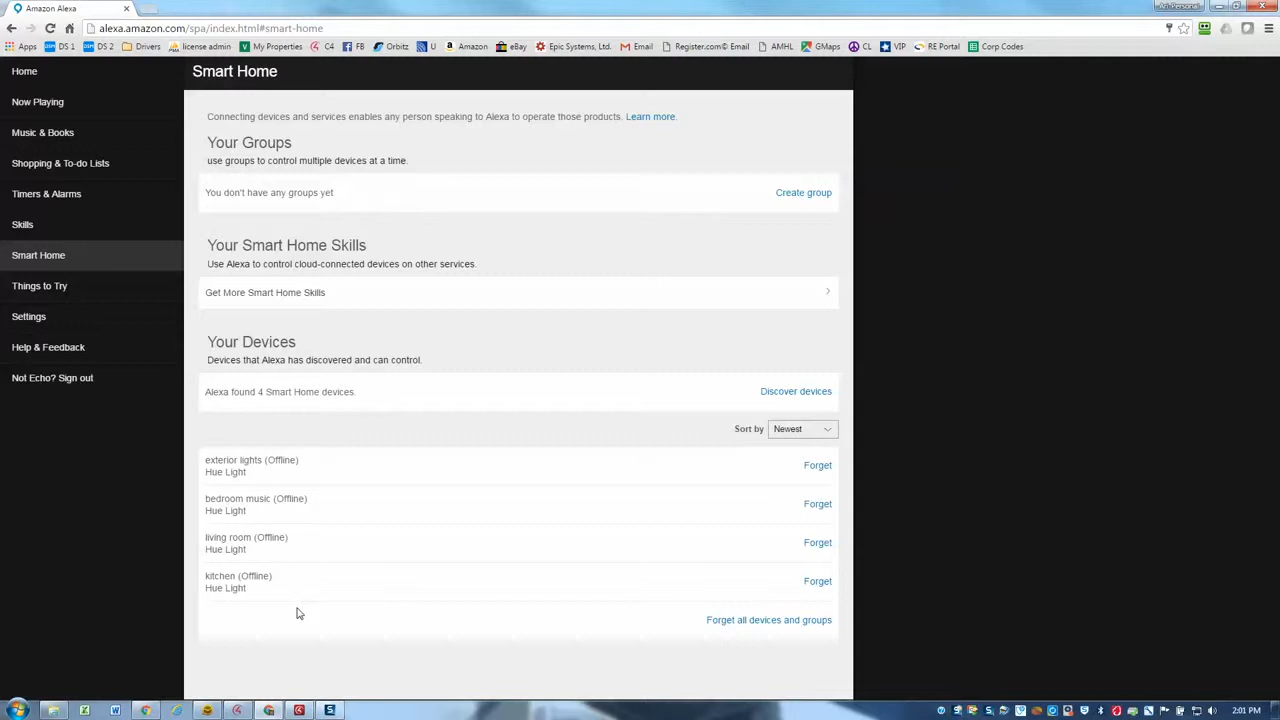 Amazon Alexa
Art-Personal
alexa.amazon.com/spa/index.html#smart-home
Apps DS 1 DS 2 Drivers license admin My Properties C4 FB Orbitz U Amazon eBay Epic Systems, Ltd. Email Register.com© Email AMHL GMaps CL VIP RE Portal Corp Codes
Home
Smart Home
Now Playing
Music & Books
Shopping & To-do Lists
Timers & Alarms
Skills
Smart Home
Things to Try
Settings
Help & Feedback
Not Echo? Sign out
Connecting devices and services enables any person speaking to Alexa to operate those products. Learn more.
Your Groups
use groups to control multiple devices at a time.
You don't have any groups yet Create group
Your Smart Home Skills
Use Alexa to control cloud-connected devices on other services.
Get More Smart Home Skills
Your Devices
Devices that Alexa has discovered and can control.
Alexa found 4 Smart Home devices. Discover devices
Sort by Newest
exterior lights (Offline)
Hue Light
Forget
bedroom music (Offline)
Hue Light
Forget
living room (Offline)
Hue Light
Forget
kitchen (Offline)
Hue Light
Forget
Forget all devices and groups
2:01 PM